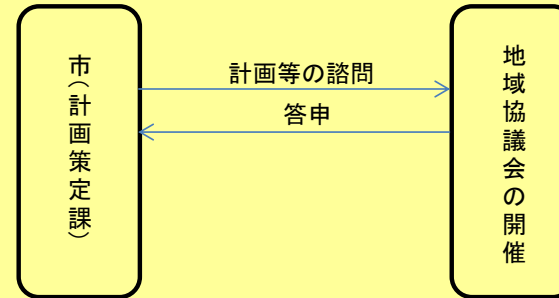 市（計画策定課）
計画等の諮問
答申
地域協議会の開催